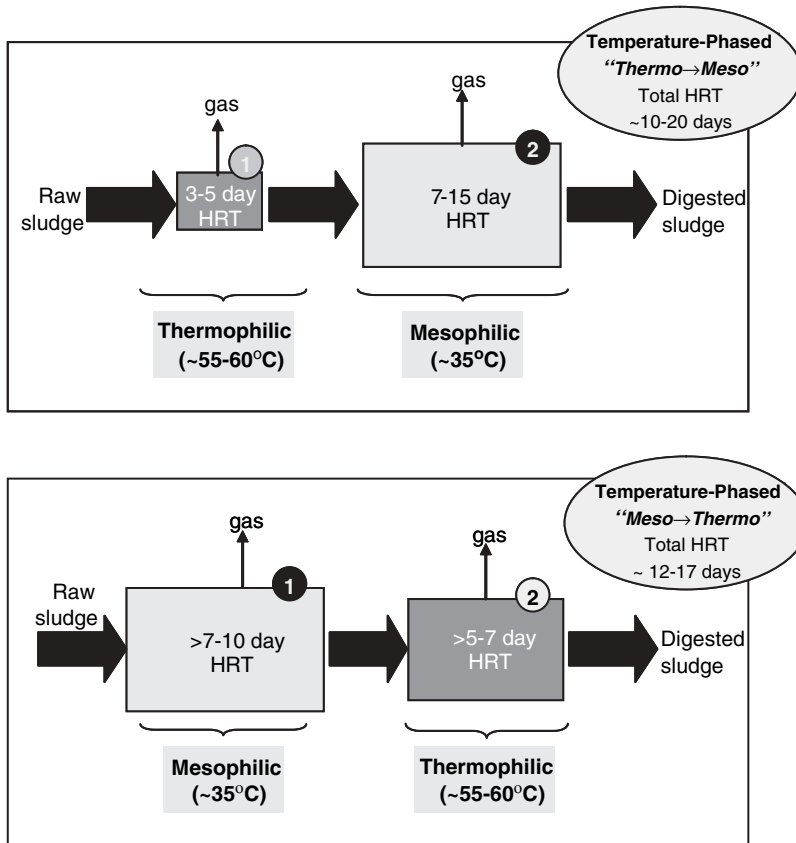 Temperature-Phased
“Thermo→Meso”
Total HRT
~10-20 days
gas
gas
1
2
Raw
sludge
3-5 day
HRT
7-15 day
HRT
Digested
sludge
Thermophilic
(~55-60°C)
Mesophilic
(~35°C)
Temperature-Phased
“Meso→Thermo”
Total HRT
~ 12-17 days
gas
gas
1
2
Raw
sludge
>7-10 day
HRT
>5-7 day
HRT
Digested
sludge
Mesophilic
(~35°C)
Thermophilic
(~55-60°C)